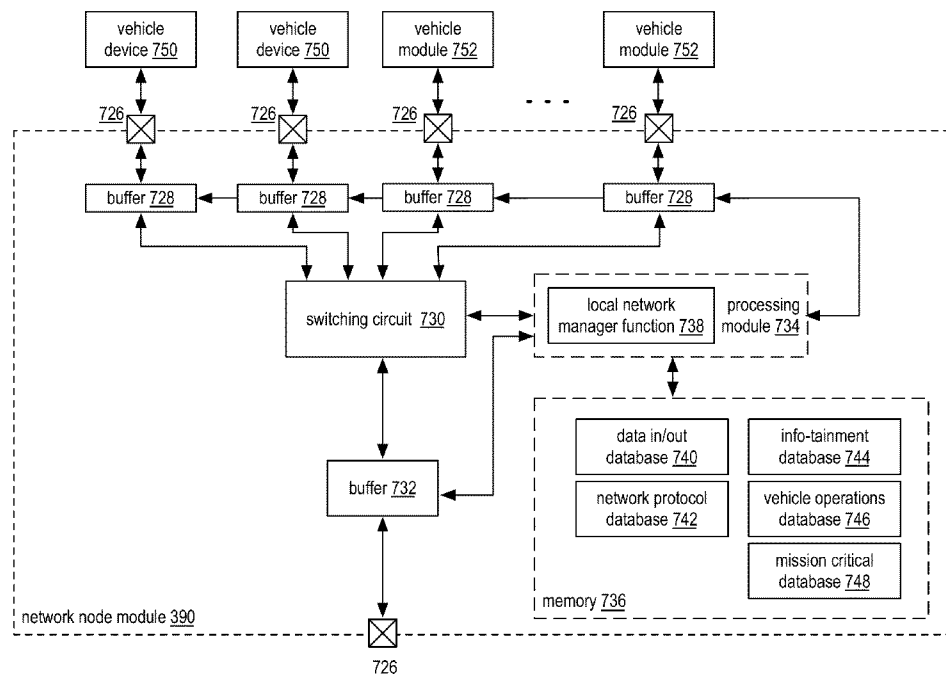 vehicle
device 750
vehicle
device 750
vehicle
module 752
vehicle
module 752
. . .
726
726
726
726
buffer 728
buffer 728
buffer 728
buffer 728
switching circuit 730
local network
manager function 738
processing
module 734
data in/out
database 740
info-tainment
database 744
buffer 732
network protocol
database 742
vehicle operations
database 746
mission critical
database 748
memory 736
network node module 390
726